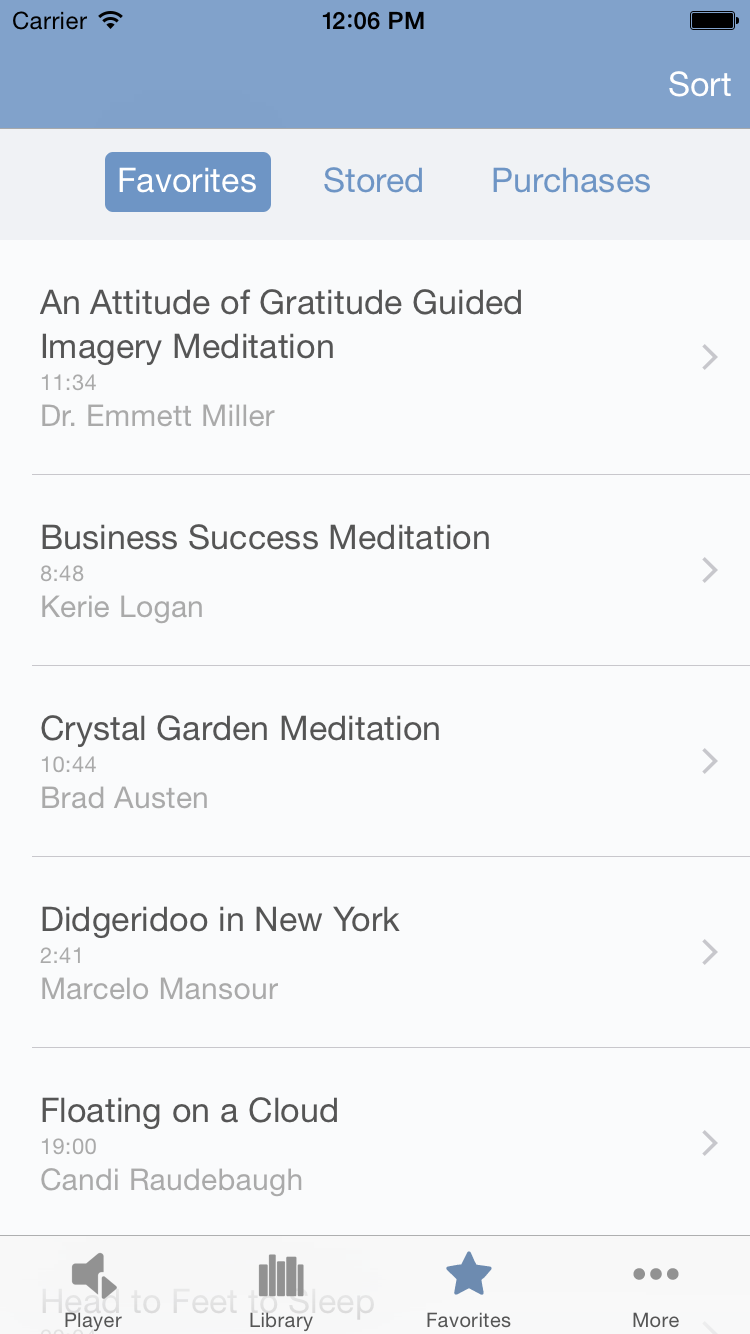 Carrier 12:06 PM
Sort
Favorites Stored Purchases
An Attitude of Gratitude Guided
Imagery Meditation
11:34
Dr. Emmett Miller
Business Success Meditation
8:48
Kerie Logan
Crystal Garden Meditation
10:44
Brad Austen
Didgeridoo in New York
2:41
Marcelo Mansour
Floating on a Cloud
19:00
Candi Raudebaugh
Head to Feet to Sleep
Player Library Favorites More